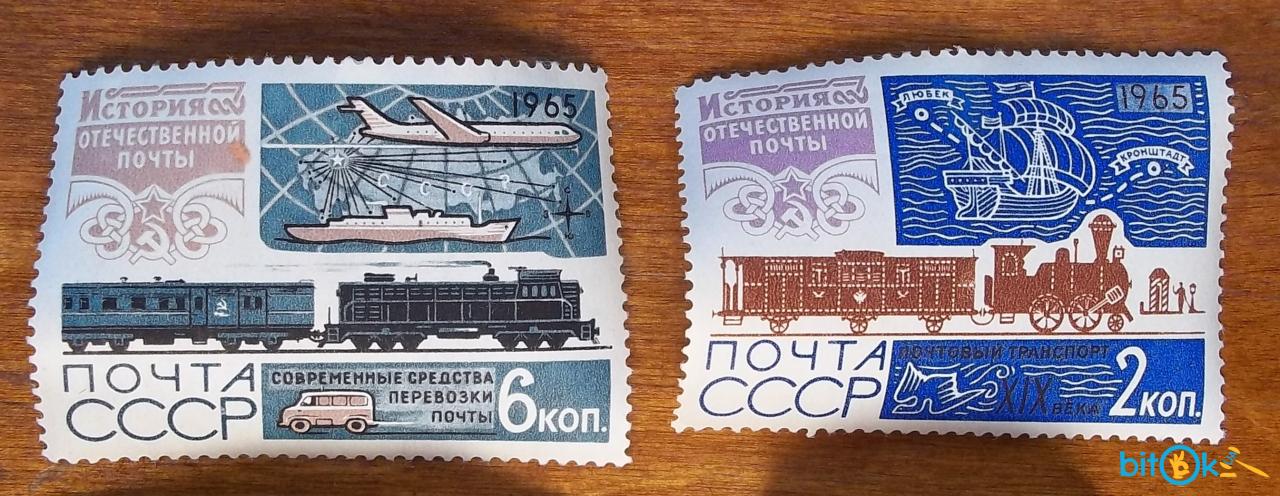 История
отечественной
почты
1965
СССР
С
З
В
Ю
ПОЧТА
СССР
СОВРЕМЕННЫЕ СРЕДСТВА
ПЕРЕВОЗКИ
ПОЧТЫ
6коп.
История
отечественной
почты
ЛЮБЕК
1965
КРОНШТАДТ
ПОЧТА
СССР
ПОЧТОВЫЙ ТРАНСПОРТ
XIX
ВЕКА
2коп.
bitOk